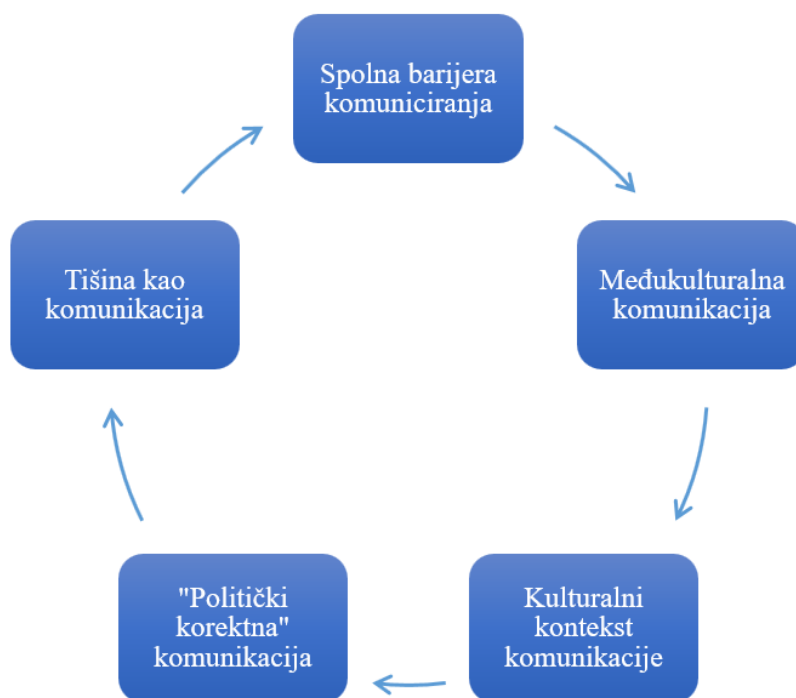 Spolna barijera
komuniciranja
Međukulturalna
komunikacija
Kulturalni
kontekst
komunikacije
"Politički
korektna"
komunikacija
Tišina kao
komunikacija